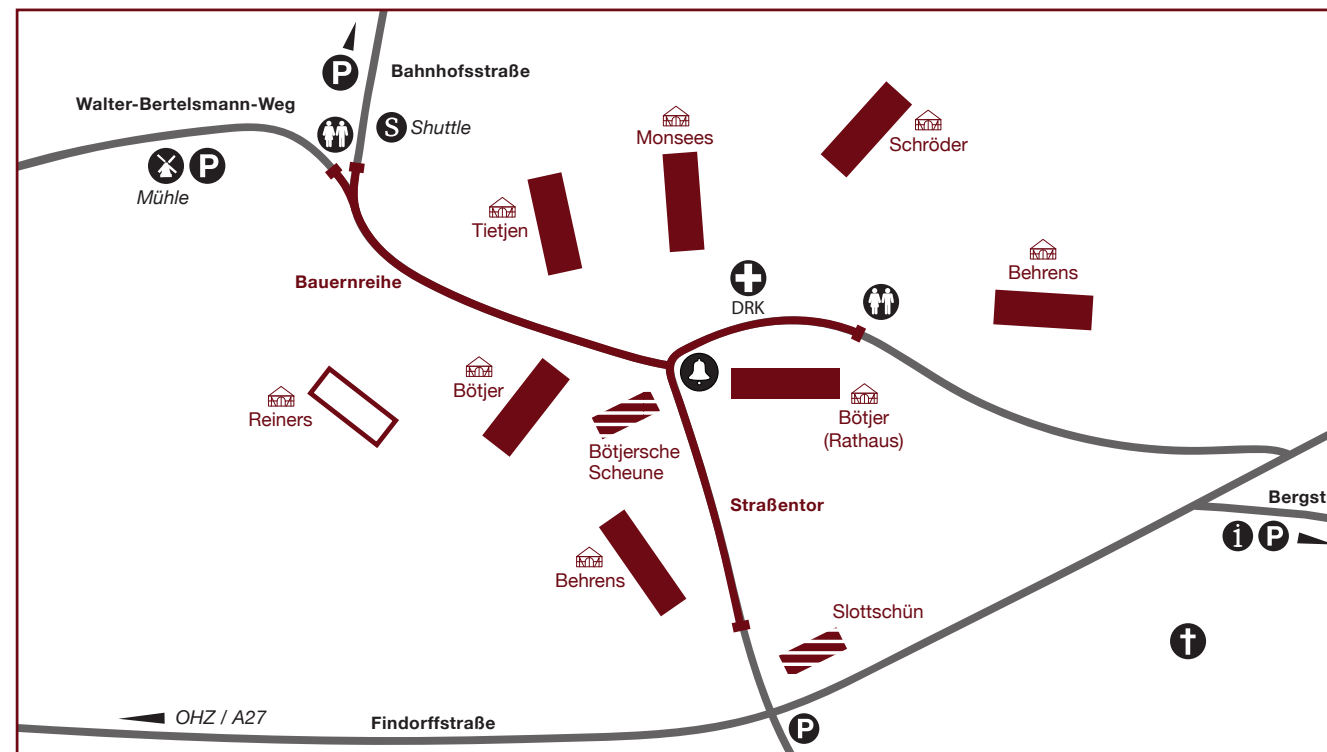 P
Bahnhofsstraße
Walter-Bertelsmann-Weg
S Shuttle
P
Mühle
Monsees
Schröder
Tietjen
Behrens
Bauernreihe
DRK
Reiners
Bötjer
Bötjersche
Scheune
Bötjer
(Rathaus)
Straßentor
Bergst
i P
Behrens
Slottschün
OHZ / A27
Findorffstraße
P